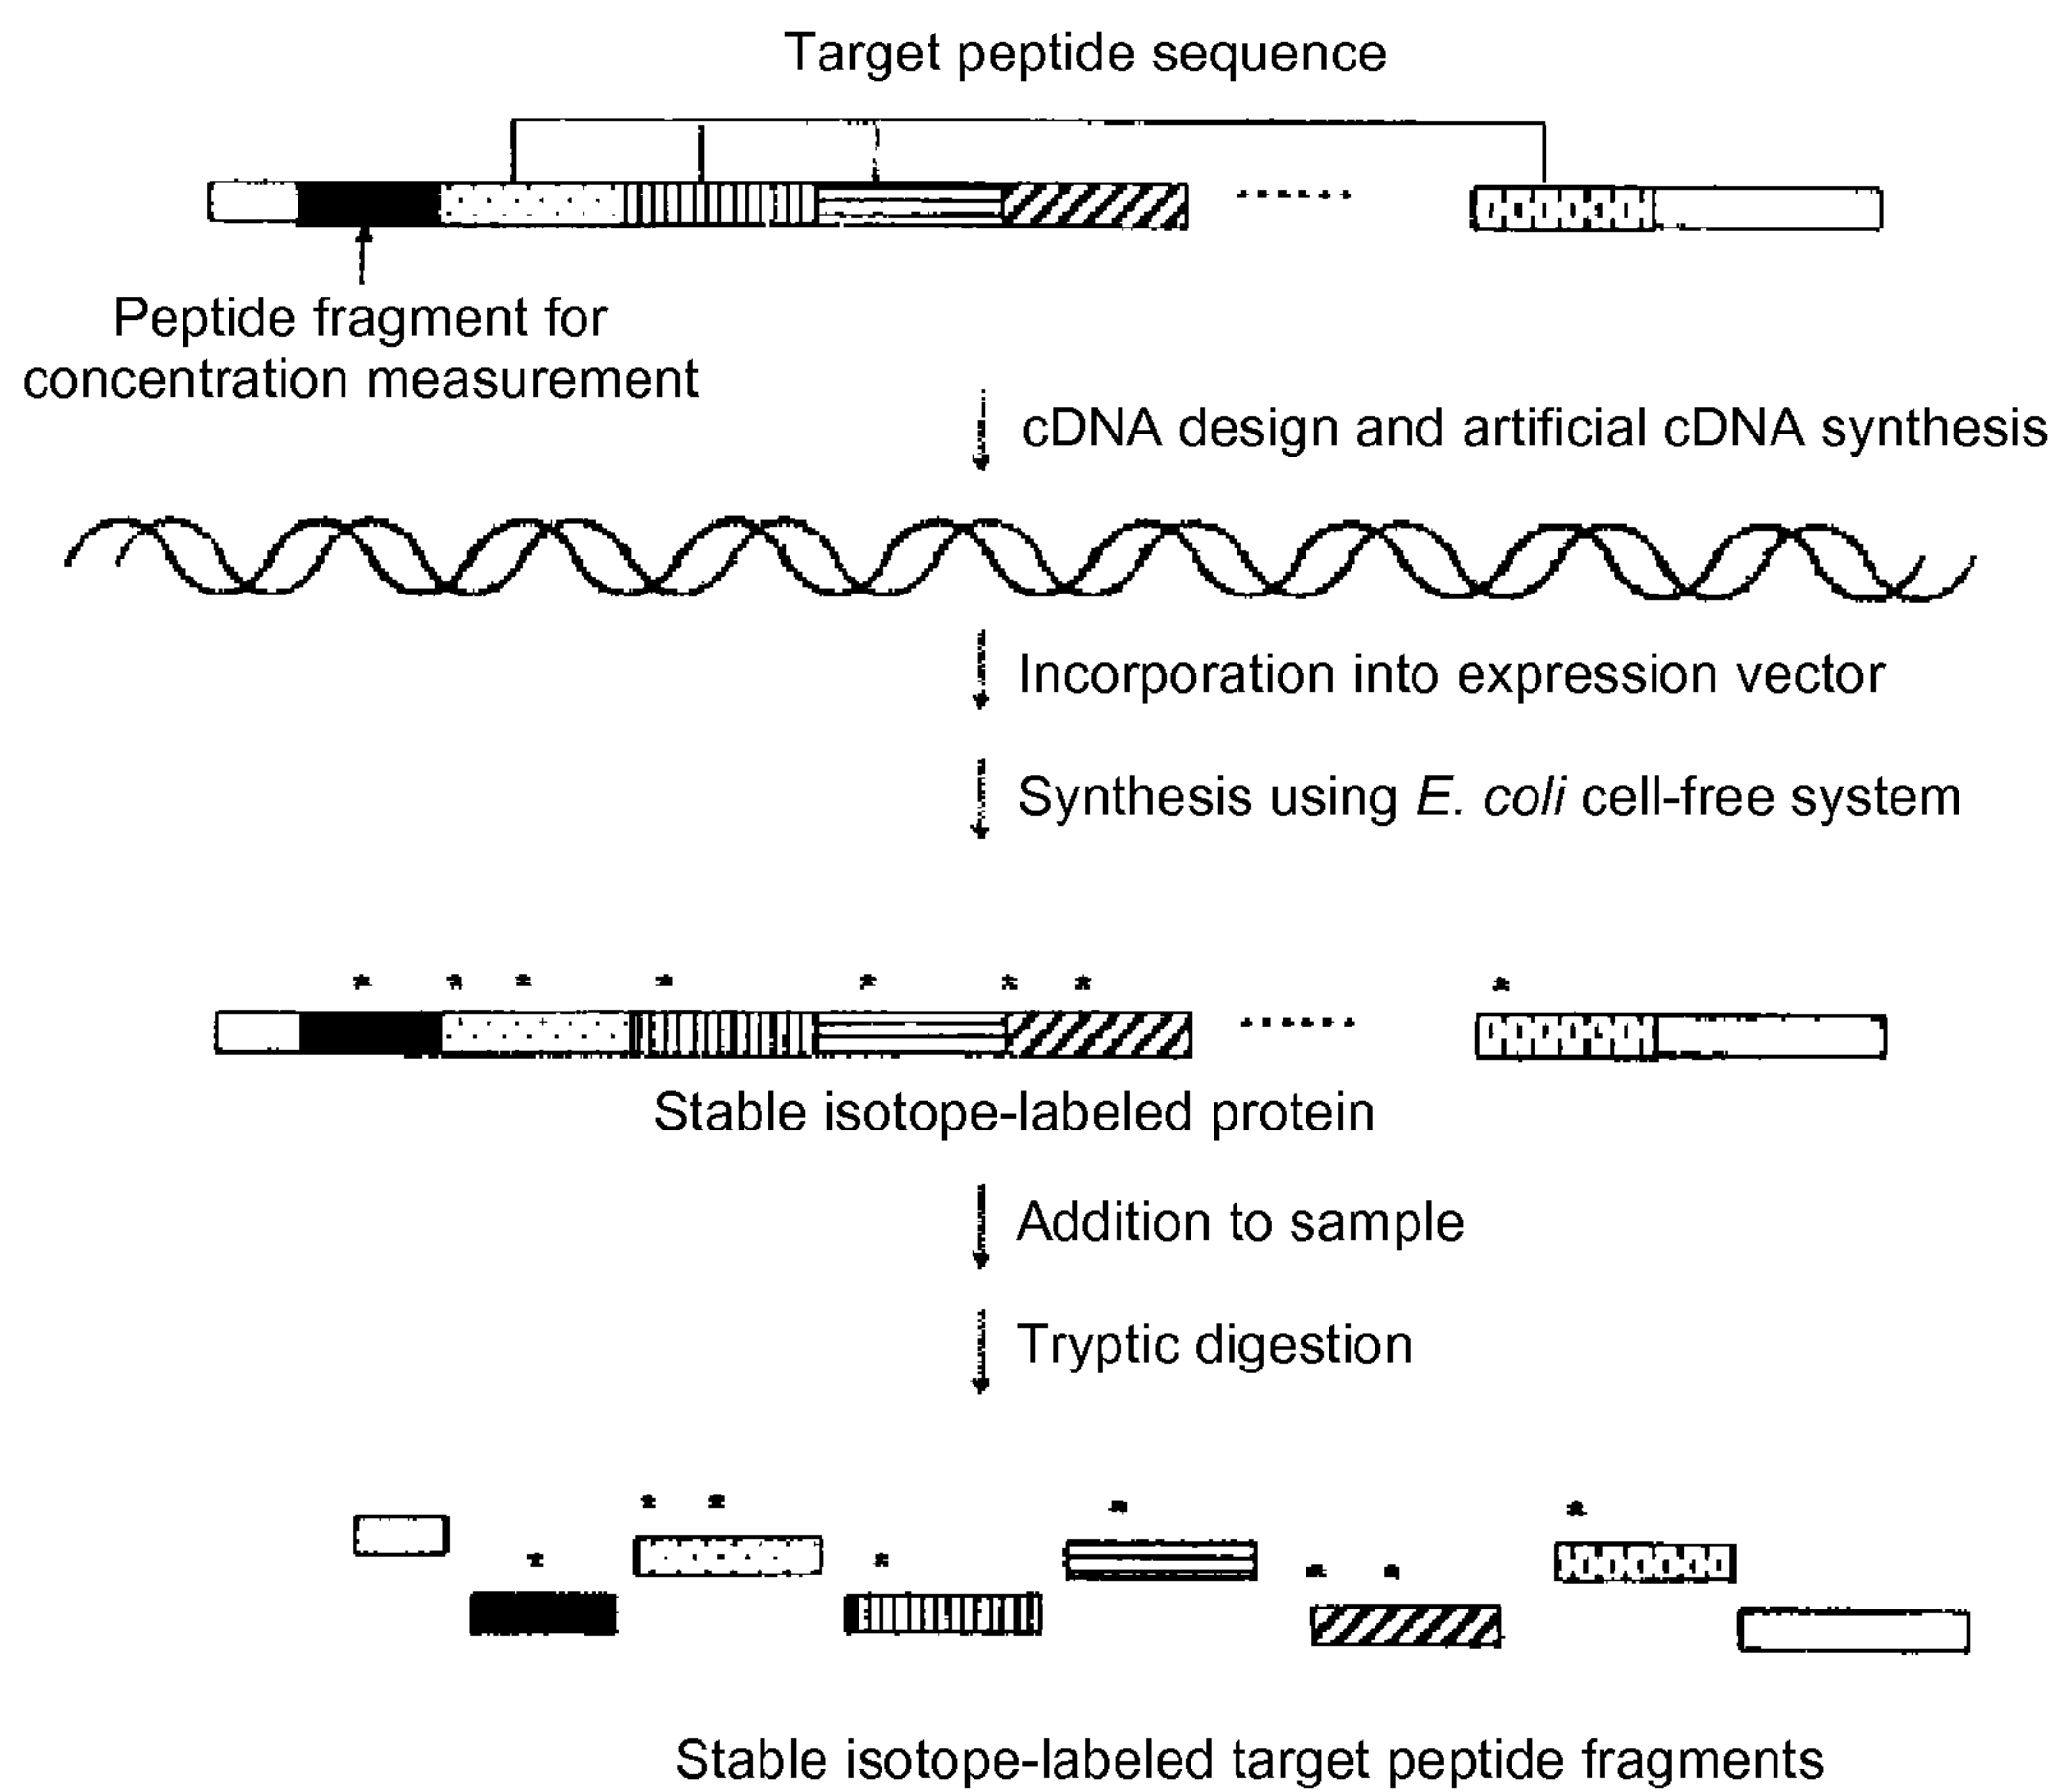 Target peptide sequence
Peptide fragment for
concentration measurement
cDNA design and artificial cDNA synthesis
Incorporation into expression vector
Synthesis using E. coli cell-free system
* * * * * * * *
Stable isotope-labeled protein
Addition to sample
Tryptic digestion
* * * * * * * *
Stable isotope-labeled target peptide fragments